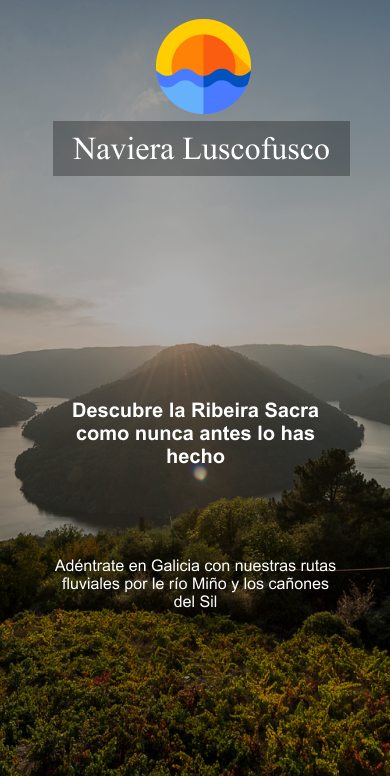 Naviera Luscofusco
Descubre la Ribeira Sacra
como nunca antes lo has
hecho
Adéntrate en Galicia con nuestras rutas
fluviales por le río Miño y los cañones
del Sil